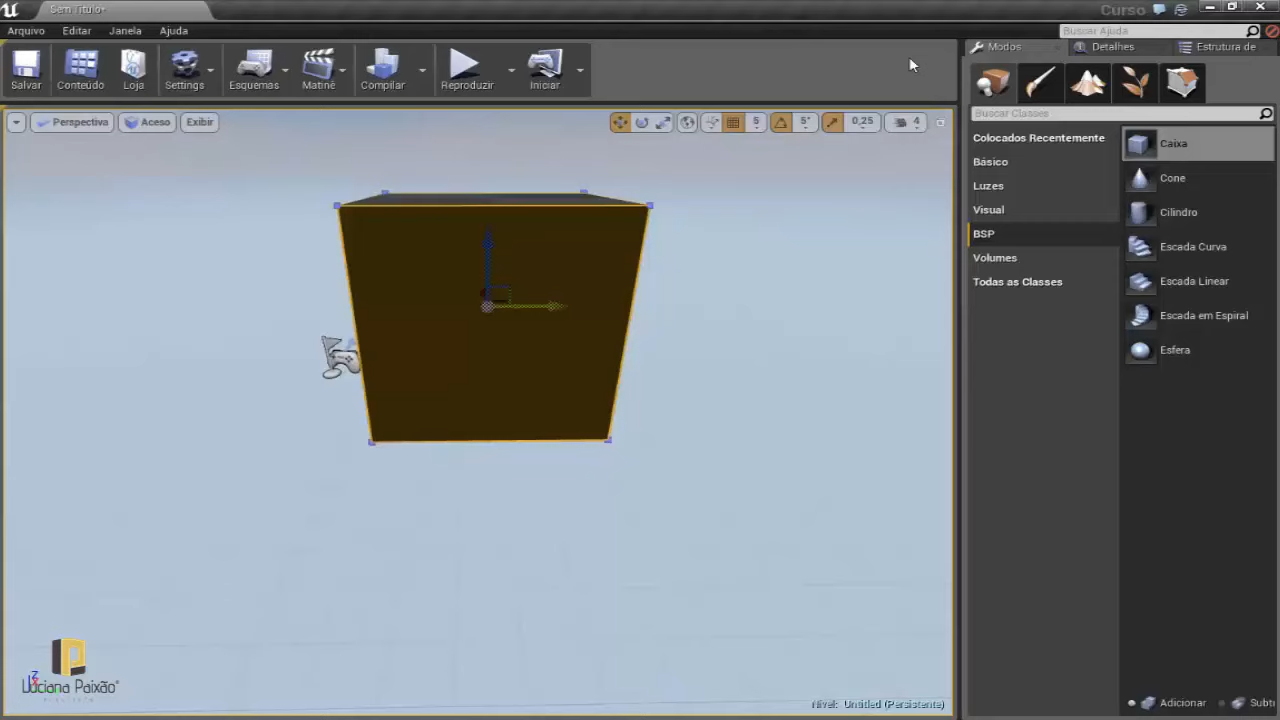 Sem Título*
Curso
Arquivo Editar Janela Ajuda
Buscar Ajuda
Salvar Conteúdo Loja Settings Esquemas Matinê Compilar Reproduzir Iniciar
Modos Detalhes Estrutura de
Buscar Classes
Perspectiva Aceso Exibir
5 5° 0,25 4
Colocados Recentemente
Básico
Luzes
Visual
BSP
Volumes
Todas as Classes
Caixa
Cone
Cilindro
Escada Curva
Escada Linear
Escada em Espiral
Esfera
Z
Luciana Paixão
Nível: Untitled (Persistente)
Adicionar Subtr